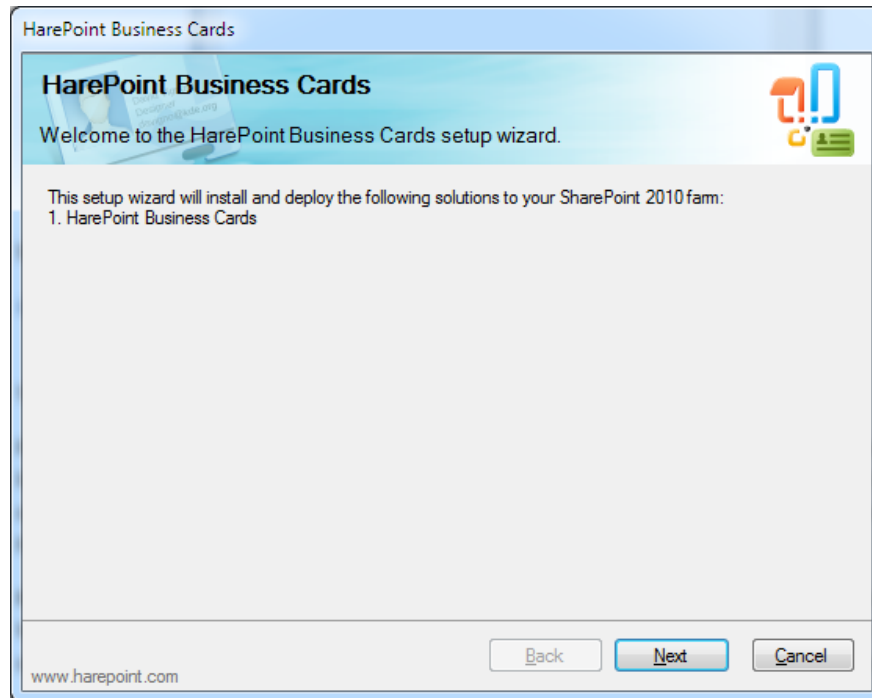 HarePoint Business Cards
HarePoint Business Cards
Welcome to the HarePoint Business Cards setup wizard.
This setup wizard will install and deploy the following solutions to your SharePoint 2010 farm:
1. HarePoint Business Cards
Back
Next
Cancel
www.harepoint.com